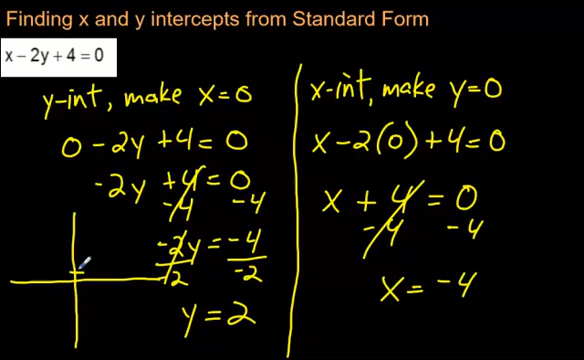 Finding x and y intercepts from Standard Form
x – 2y + 4 = 0
y-int, make x=0
0 - 2y + 4 = 0
-2y + 4 = 0
-4 -4
-2y = -4
-2 -2
y = 2
x-int, make y=0
x - 2(0) + 4 = 0
x + 4 = 0
-4 -4
x = -4